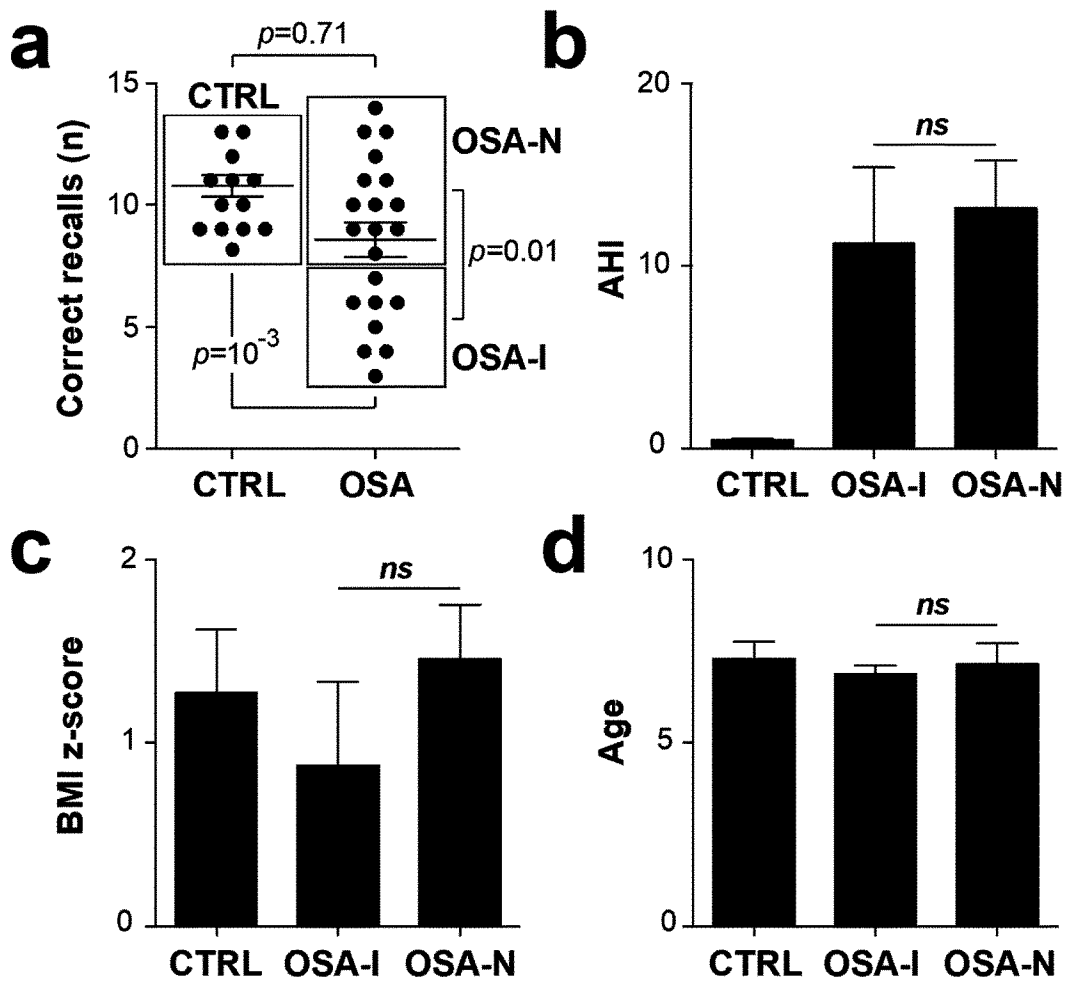 a
p=0.71
15
CTRL
OSA-N
10
p=0.01
5
p=10-3
OSA-I
0
Correct recalls (n)
CTRL OSA
b
20
ns
10
0
AHI
CTRL OSA-I OSA-N
c
2
ns
1
0
BMI z-score
CTRL OSA-I OSA-N
d
10
ns
5
0
Age
CTRL OSA-I OSA-N